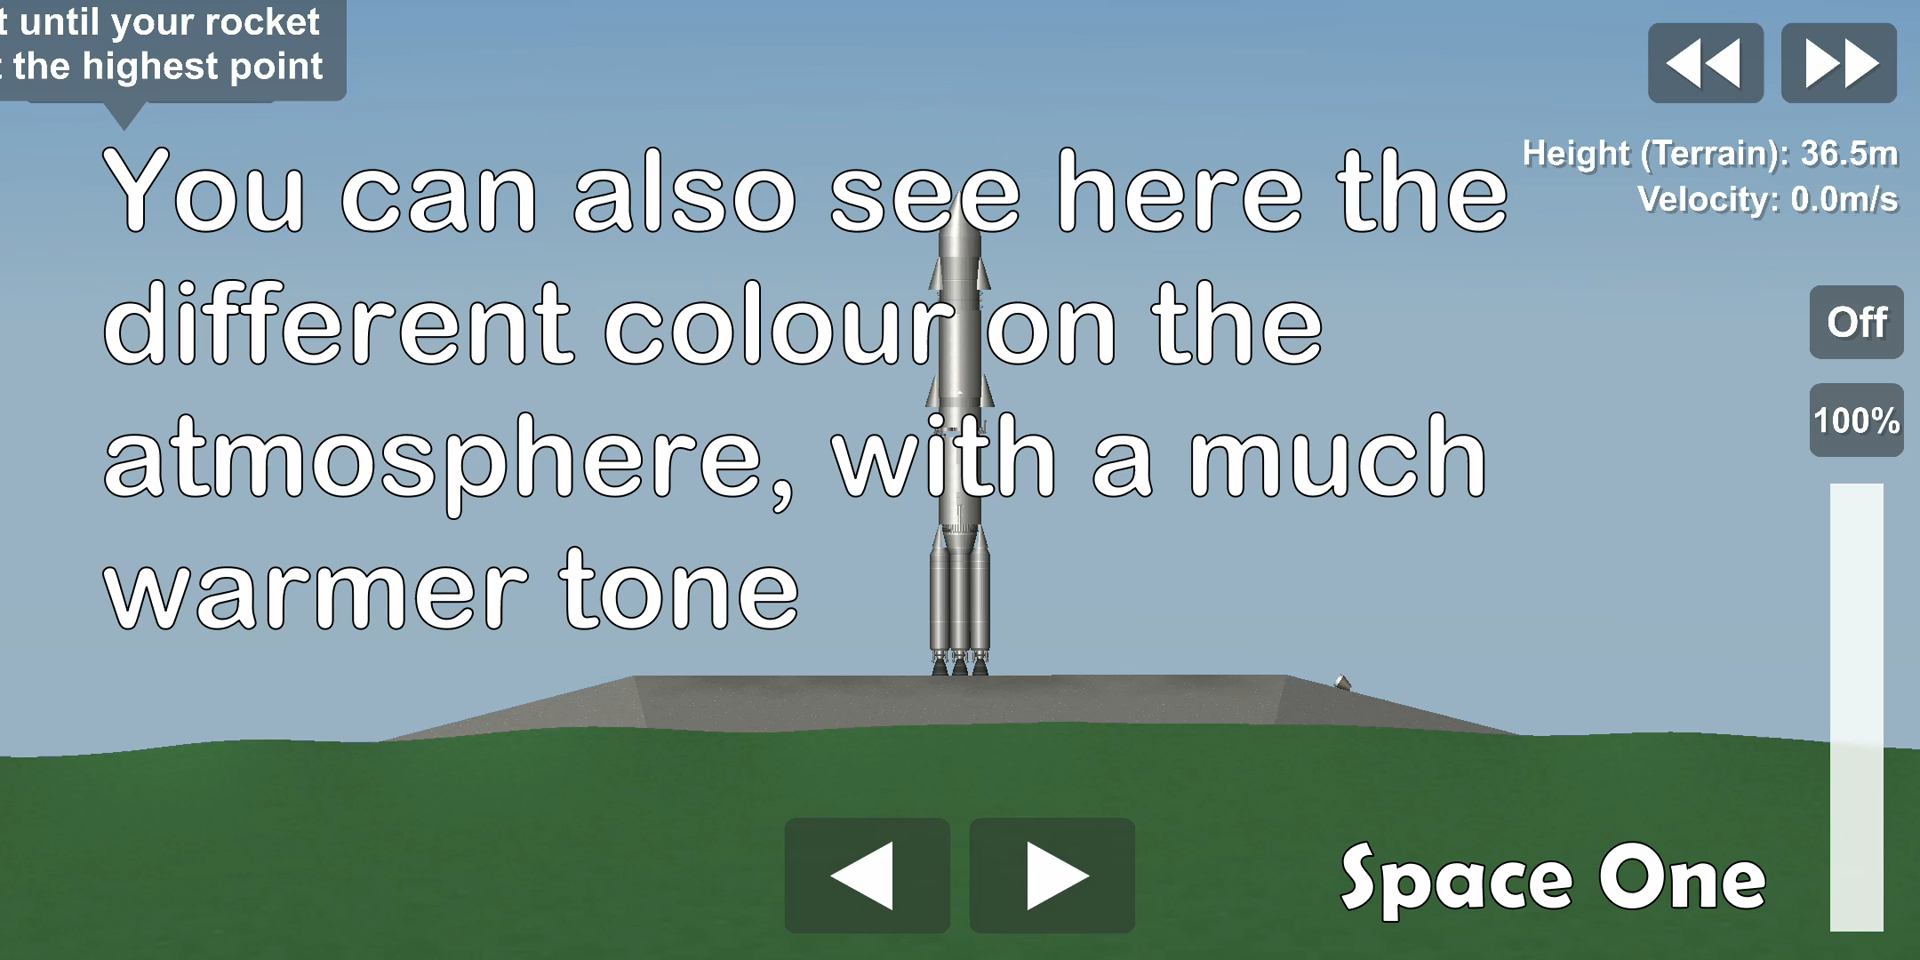 until your rocket
the highest point
Height (Terrain): 36.5m
Velocity: 0.0m/s
You can also see here the
different colour on the
atmosphere, with a much
warmer tone
Off
100%
Space One